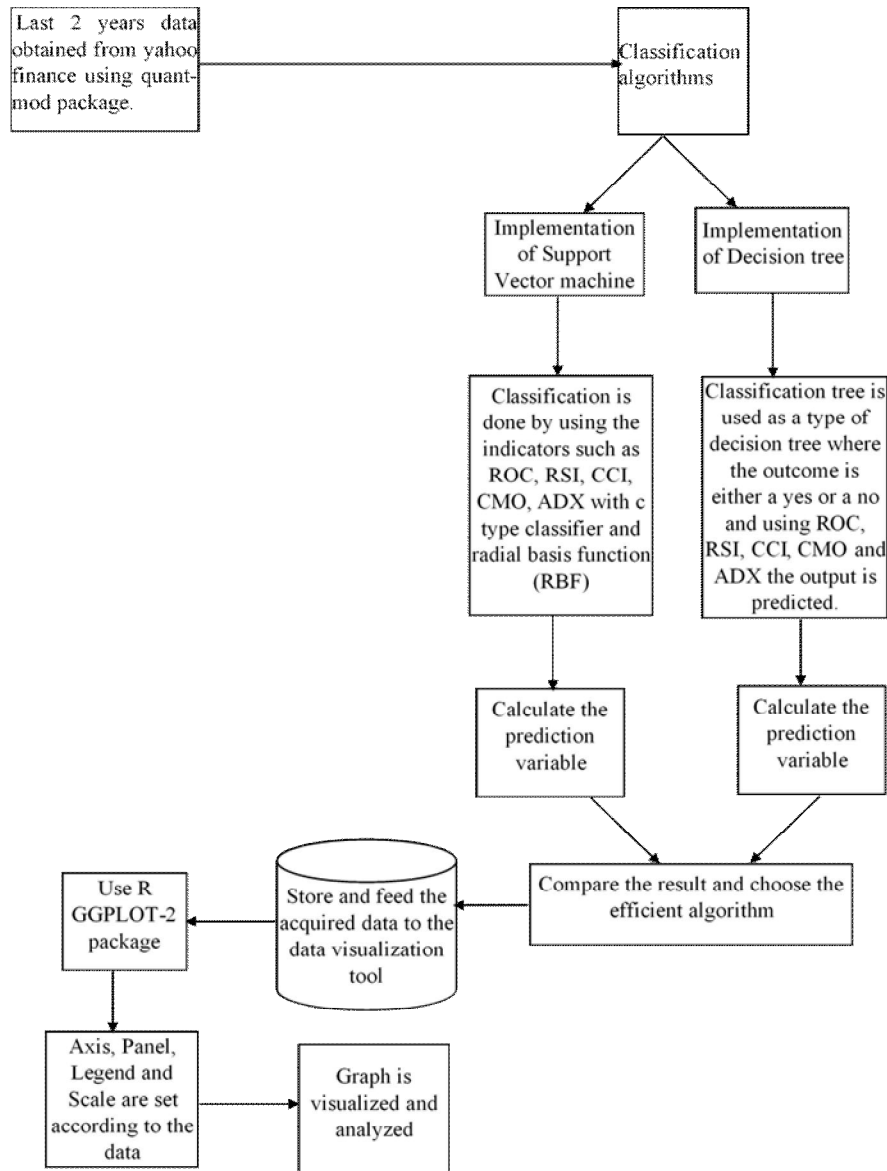 Last 2 years data
obtained from yahoo
finance using quant-
mod package.
Classification
algorithms
Implementation
of Support
Vector machine
Implementation
of Decision tree
Classification is
done by using the
indicators such as
ROC, RSI, CCI,
CMO, ADX with c
type classifier and
radial basis function
(RBF)
Classification tree is
used as a type of
decision tree where
the outcome is
either a yes or a no
and using ROC,
RSI, CCI, CMO and
ADX the output is
predicted.
Calculate the
prediction
variable
Calculate the
prediction
variable
Compare the result and choose the
efficient algorithm
Store and feed the
acquired data to the
data visualization
tool
Use R
GGPLOT-2
package
Axis, Panel,
Legend and
Scale are set
according to the
data
Graph is
visualized and
analyzed